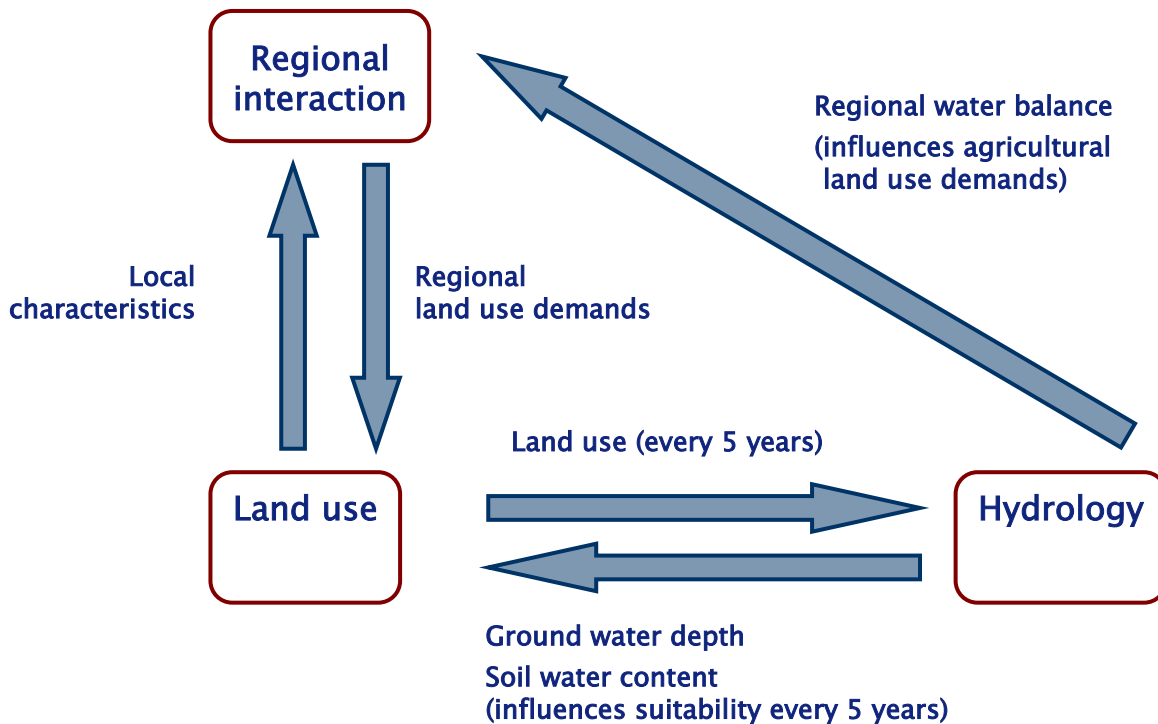 Regional
interaction
Regional water balance
(influences agricultural
land use demands)
Local
characteristics
Regional
land use demands
Land use (every 5 years)
Land use
Hydrology
Ground water depth
Soil water content
(influences suitability every 5 years)